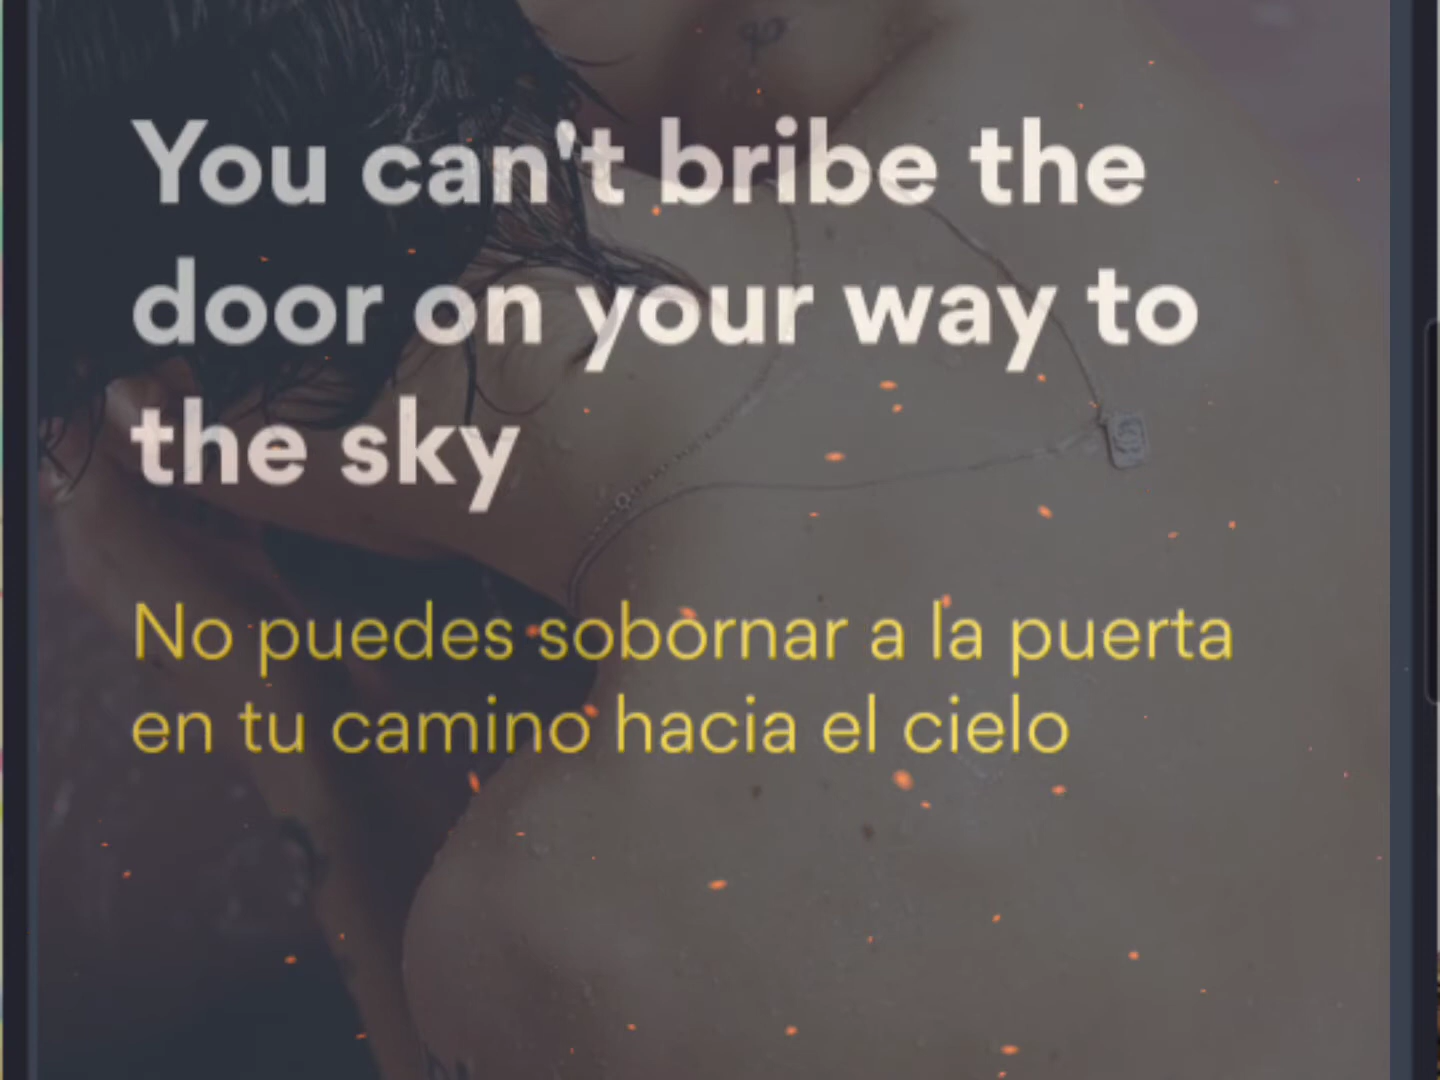 You can't bribe the
door on your way to
the sky
No puedes sobornar a la puerta
en tu camino hacia el cielo